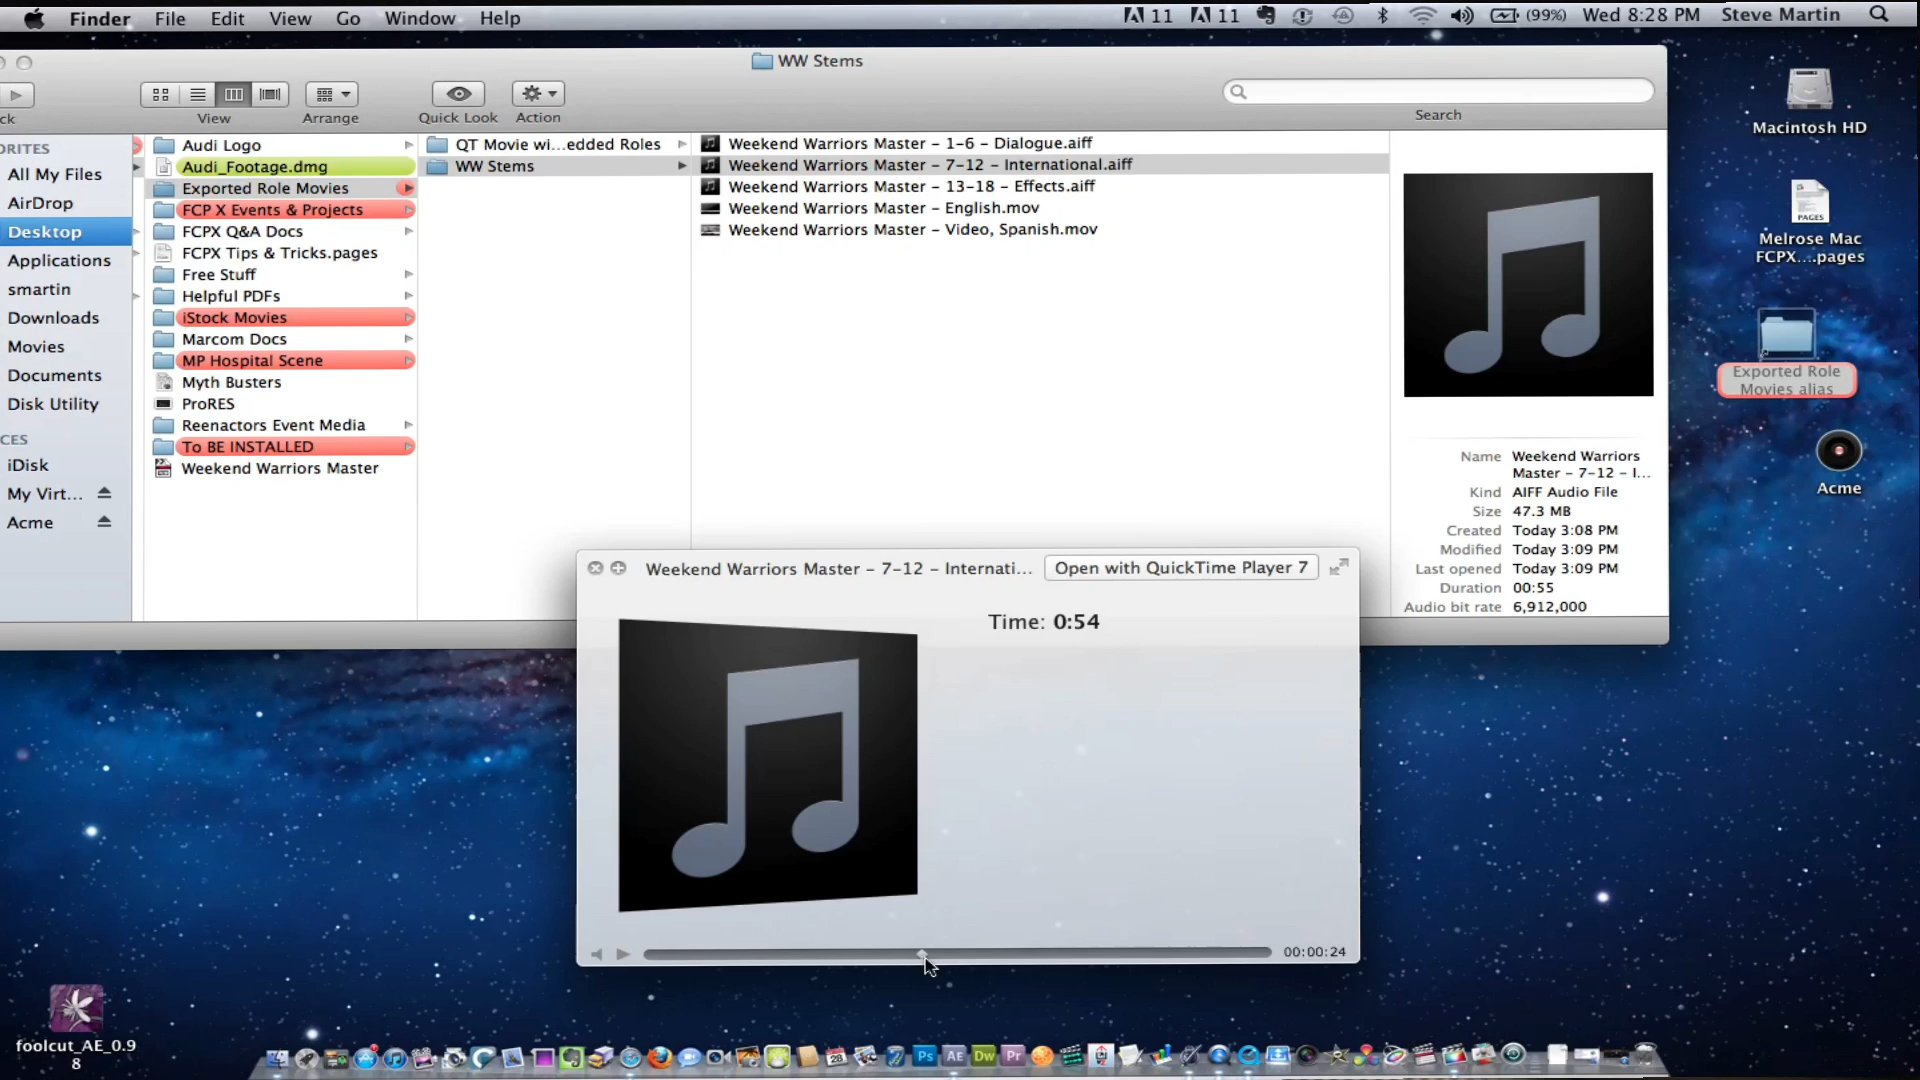 Finder File Edit View Go Window Help
11 11 (99%) Wed 8:28 PM Steve Martin
WW Stems
ck
View
Arrange
Quick Look
Action
Search
ORITES
All My Files
AirDrop
Desktop
Applications
smartin
Downloads
Movies
Documents
Disk Utility
CES
iDisk
My Virt...
Acme
Audi Logo
Audi_Footage.dmg
Exported Role Movies
FCP X Events & Projects
FCPX Q&A Docs
FCPX Tips & Tricks.pages
Free Stuff
Helpful PDFs
iStock Movies
Marcom Docs
MP Hospital Scene
Myth Busters
ProRES
Reenactors Event Media
To BE INSTALLED
Weekend Warriors Master
QT Movie wi...edded Roles
WW Stems
Weekend Warriors Master - 1-6 - Dialogue.aiff
Weekend Warriors Master - 7-12 - International.aiff
Weekend Warriors Master - 13-18 - Effects.aiff
Weekend Warriors Master - English.mov
Weekend Warriors Master - Video, Spanish.mov
Name Weekend Warriors
Master - 7-12 - I...
Kind AIFF Audio File
Size 47.3 MB
Created Today 3:08 PM
Modified Today 3:09 PM
Last opened Today 3:09 PM
Duration 00:55
Audio bit rate 6,912,000
Macintosh HD
PAGES
Melrose Mac
FCPX....pages
Exported Role
Movies alias
Acme
Weekend Warriors Master - 7-12 - Internati...
Open with QuickTime Player 7
Time: 0:54
00:00:24
foolcut_AE_0.9
8
28
Ps
AE
Dw
Pr